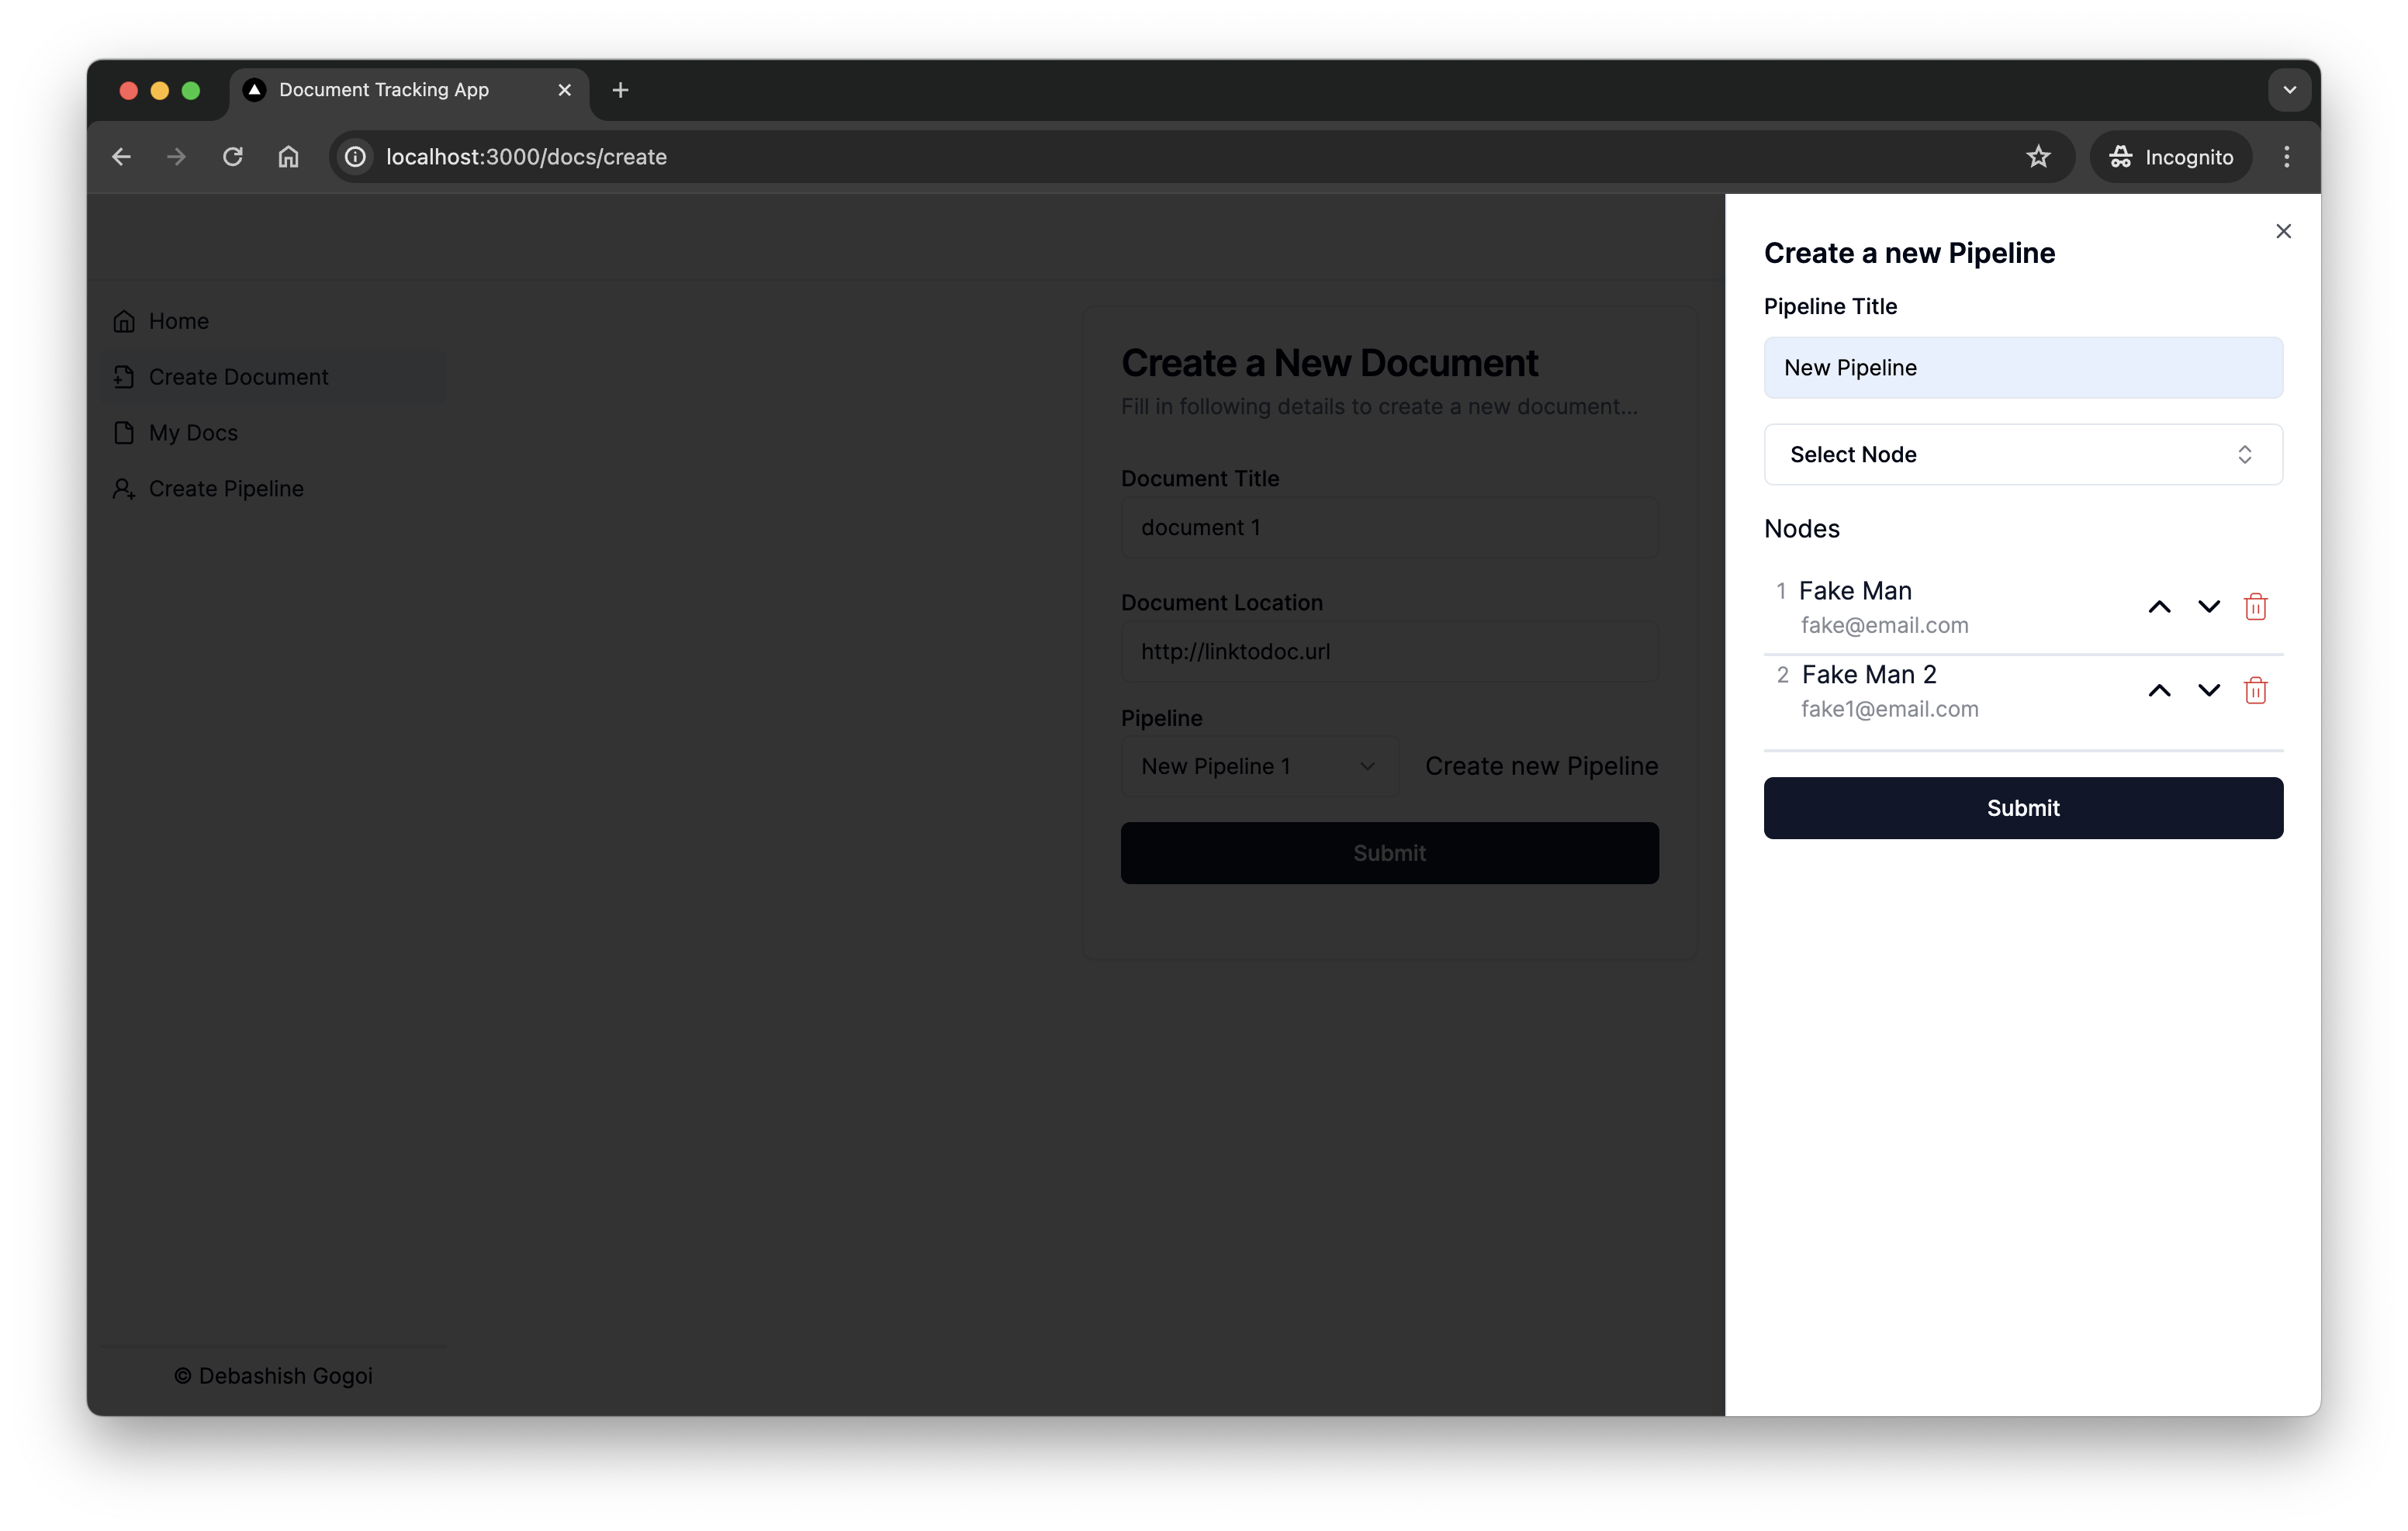 Document Tracking App
localhost:3000/docs/create
Incognito
Home
Create Document
My Docs
Create Pipeline
© Debashish Gogoi
Create a New Document
Fill in following details to create a new document...
Document Title
document 1
Document Location
http://linktodoc.url
Pipeline
New Pipeline 1
Create new Pipeline
Submit
Create a new Pipeline
Pipeline Title
New Pipeline
Select Node
Nodes
1 Fake Man
fake@email.com
2 Fake Man 2
fake1@email.com
Submit